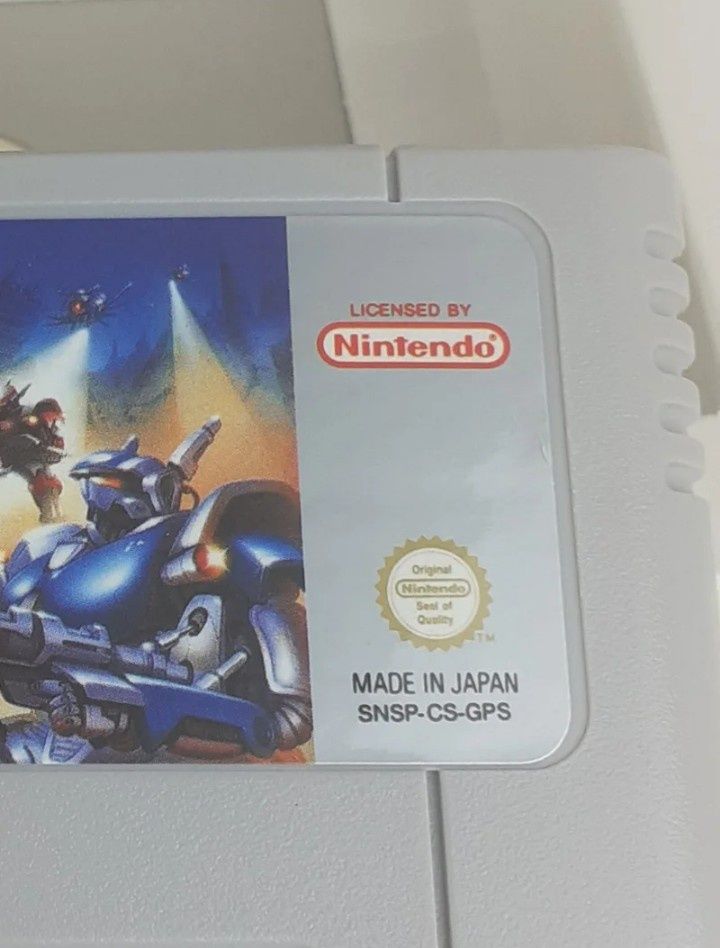 LICENSED BY
Nintendo®
Original
Nintendo
Seal of
Quality
TM
MADE IN JAPAN
SNSP-CS-GPS